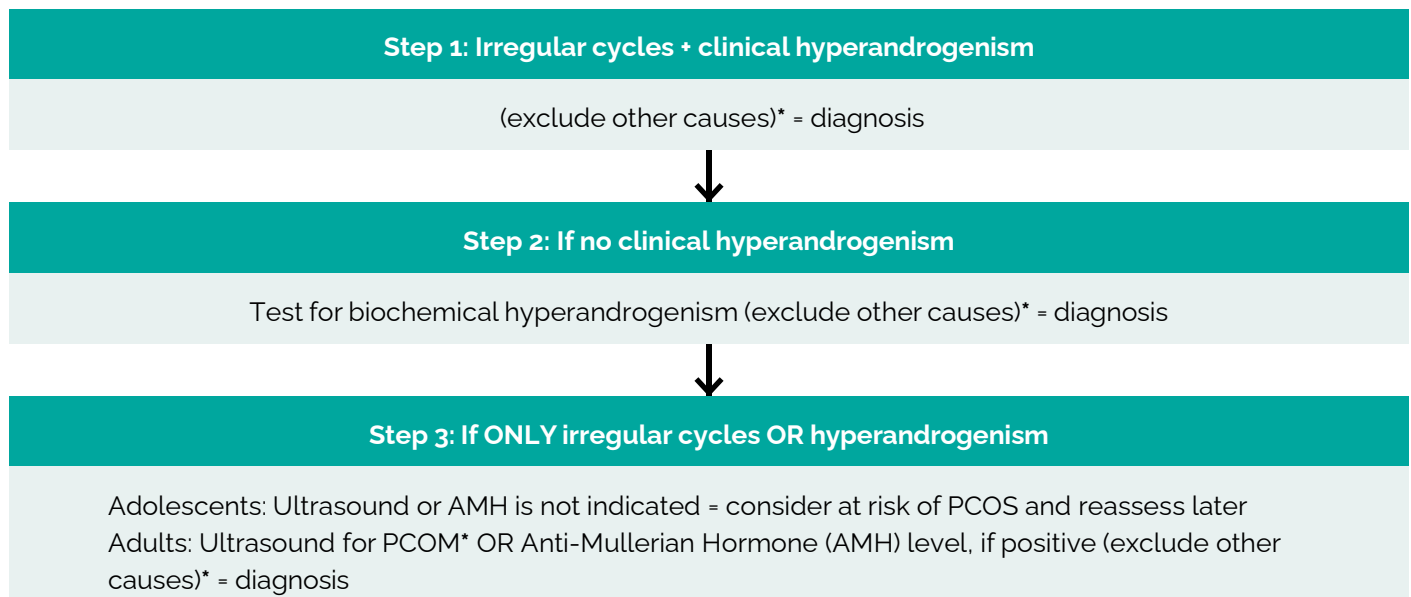 Step 1: Irregular cycles + clinical hyperandrogenism
(exclude other causes)* = diagnosis
Step 2: If no clinical hyperandrogenism
Test for biochemical hyperandrogenism (exclude other causes)* = diagnosis
Step 3: If ONLY irregular cycles OR hyperandrogenism
Adolescents: Ultrasound or AMH is not indicated = consider at risk of PCOS and reassess later
Adults: Ultrasound for PCOM* OR Anti-Mullerian Hormone (AMH) level, if positive (exclude other
causes)* = diagnosis